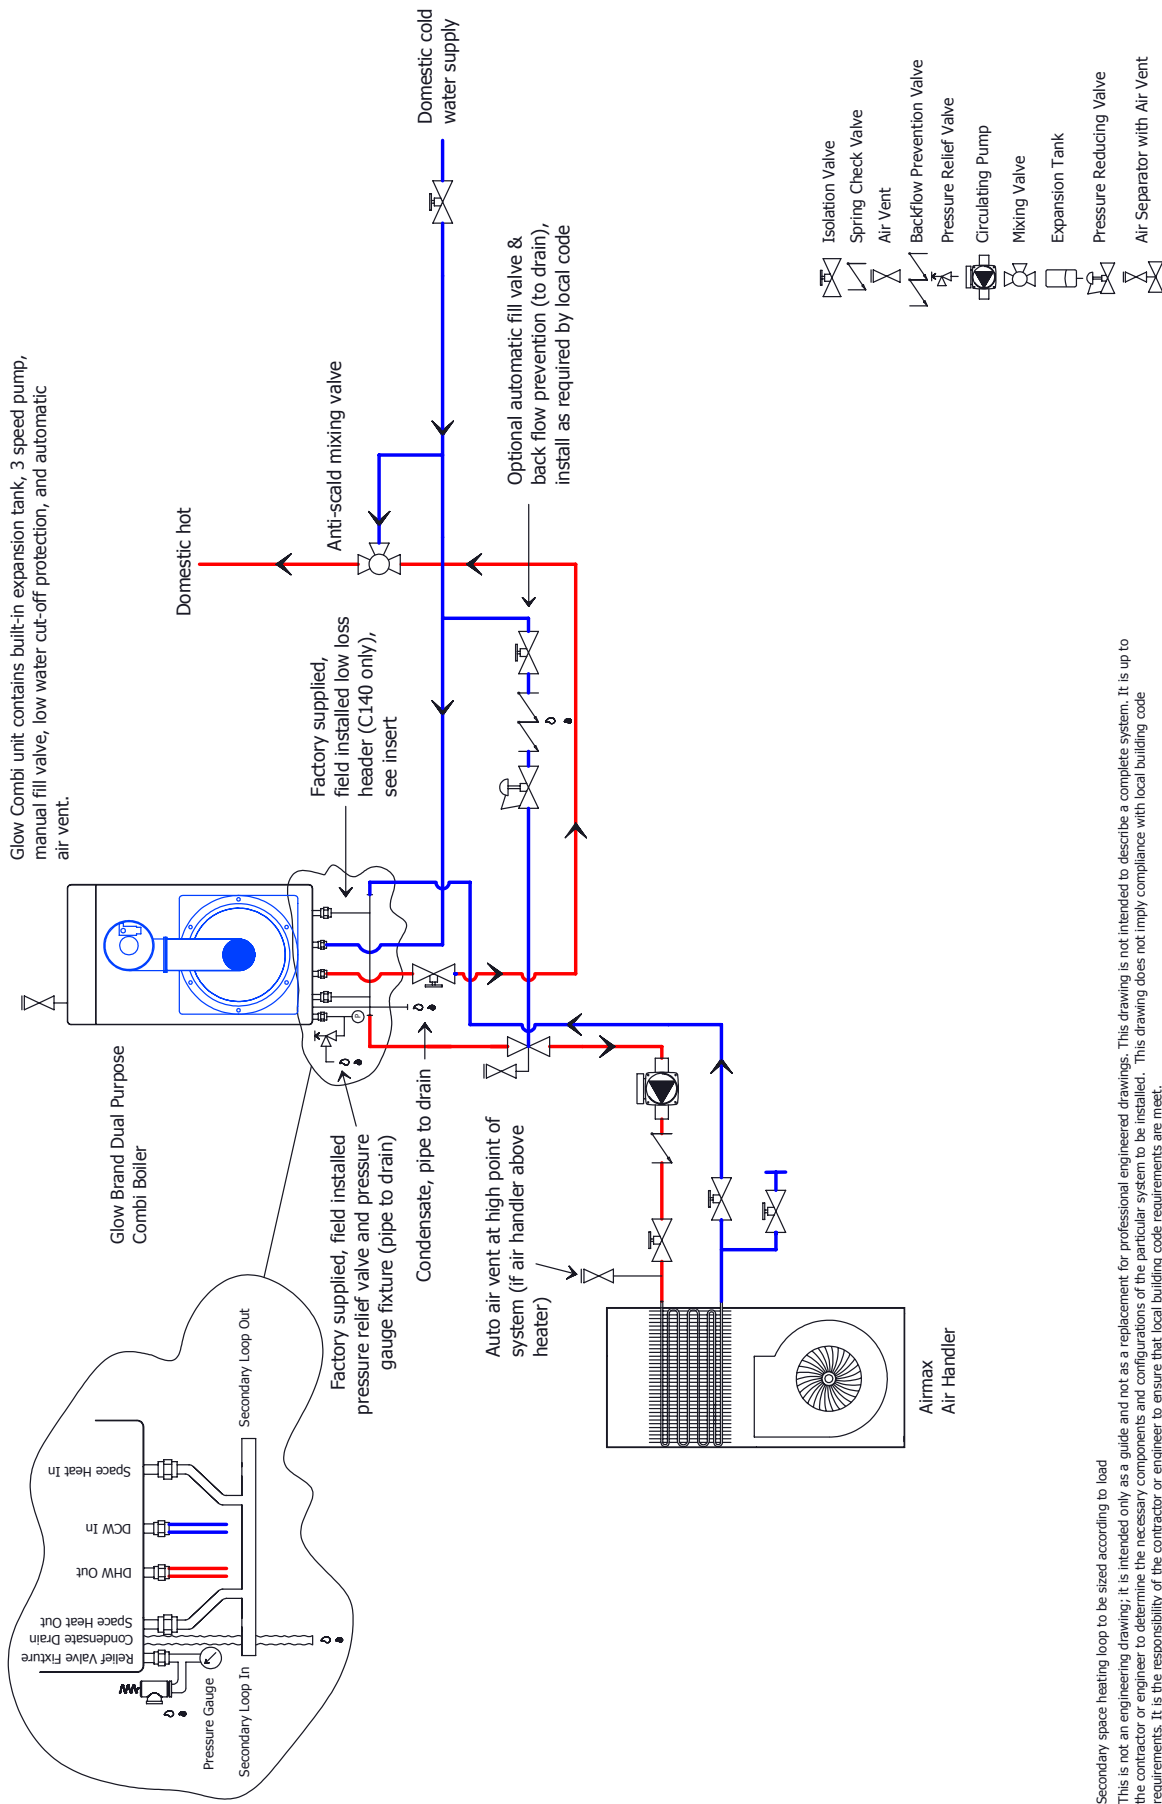 Glow Combi unit contains built-in expansion tank, 3 speed pump,
manual fill valve, low water cut-off protection, and automatic
air vent.
Glow Brand Dual Purpose
Combi Boiler
Domestic hot
Anti-scald mixing valve
Domestic cold
water supply
Factory supplied,
field installed low loss
header (C140 only),
see insert
Optional automatic fill valve &
back flow prevention (to drain),
install as required by local code
Factory supplied, field installed
pressure relief valve and pressure
gauge fixture (pipe to drain)
Condensate, pipe to drain
Auto air vent at high point of
system (if air handler above
heater)
Airmax
Air Handler
P
Relief Valve Fixture
Condensate Drain
Space Heat Out
DHW Out
DCW In
Space Heat In
Pressure Gauge
Secondary Loop In
Secondary Loop Out
Isolation Valve
Spring Check Valve
Air Vent
Backflow Prevention Valve
Pressure Relief Valve
Circulating Pump
Mixing Valve
Expansion Tank
Pressure Reducing Valve
Air Separator with Air Vent
Secondary space heating loop to be sized according to load
This is not an engineering drawing; it is intended only as a guide and not as a replacement for professional engineered drawings. This drawing is not intended to describe a complete system. It is up to
the contractor or engineer to determine the necessary components and configurations of the particular system to be installed. This drawing does not imply compliance with local building code
requirements. It is the responsibility of the contractor or engineer to ensure that local building code requirements are meet.